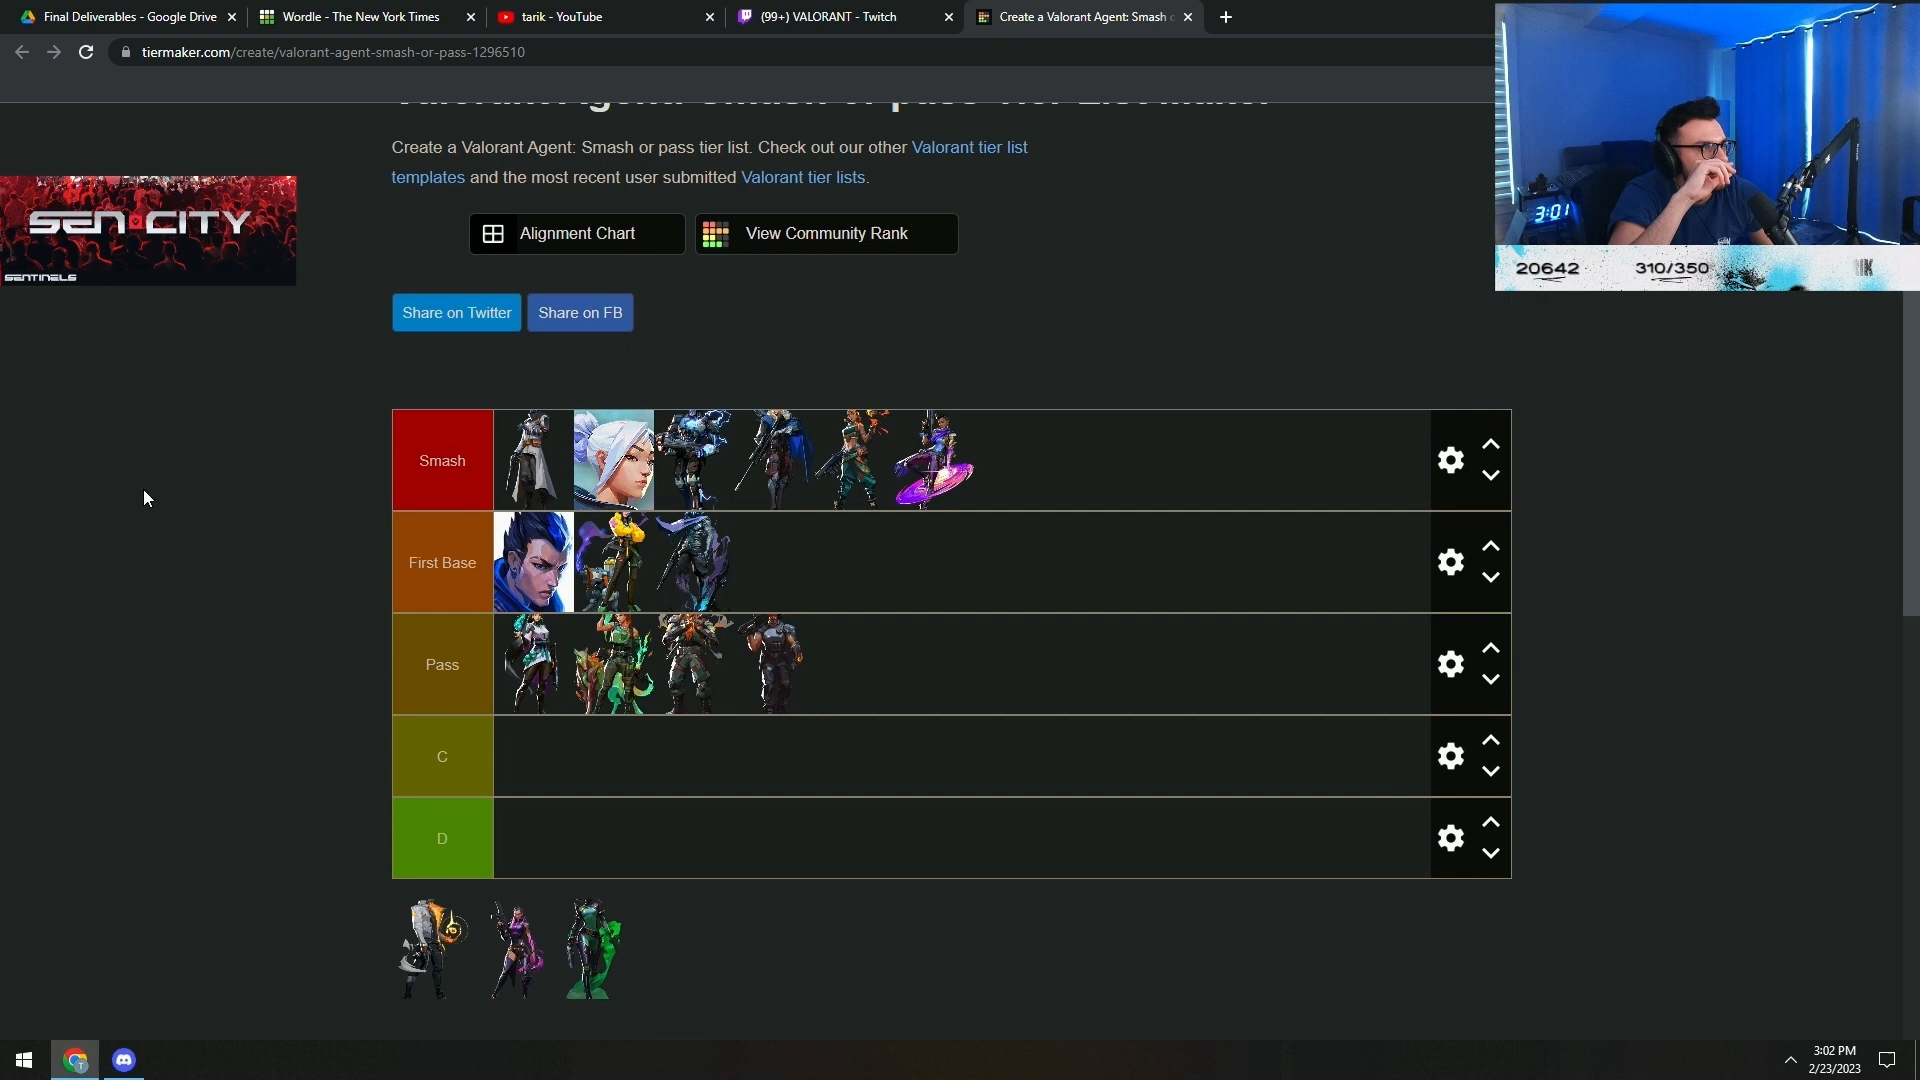 Final Deliverables - Google Drive
Wordle - The New York Times
tarik - YouTube
(99+) VALORANT - Twitch
Create a Valorant Agent: Smash
tiermaker.com/create/valorant-agent-smash-or-pass-1296510
Create a Valorant Agent: Smash or pass tier list. Check out our other Valorant tier list
templates and the most recent user submitted Valorant tier lists.
SEN CITY
SENTINELS
Alignment Chart
View Community Rank
3:01
20642
310/350
Share on Twitter
Share on FB
Smash
First Base
Pass
C
D
3:02 PM
2/23/2023